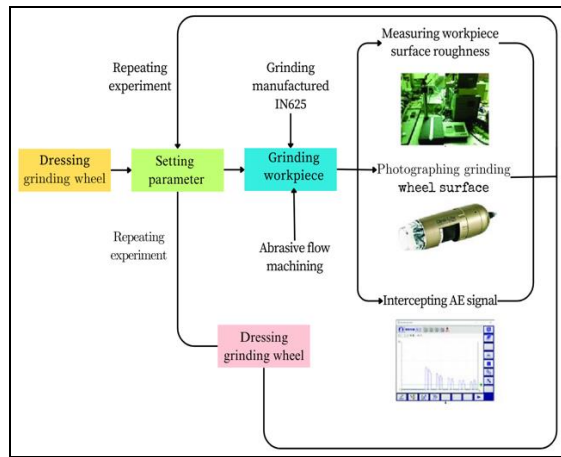 Measuring workpiece
surface roughness
Repeating
experiment
Grinding
manufactured
IN625
Dressing
grinding wheel
Setting
parameter
Grinding
workpiece
Photographing grinding
wheel surface
Repeating
experiment
Abrasive flow
machining
Intercepting AE signal
Dressing
grinding wheel